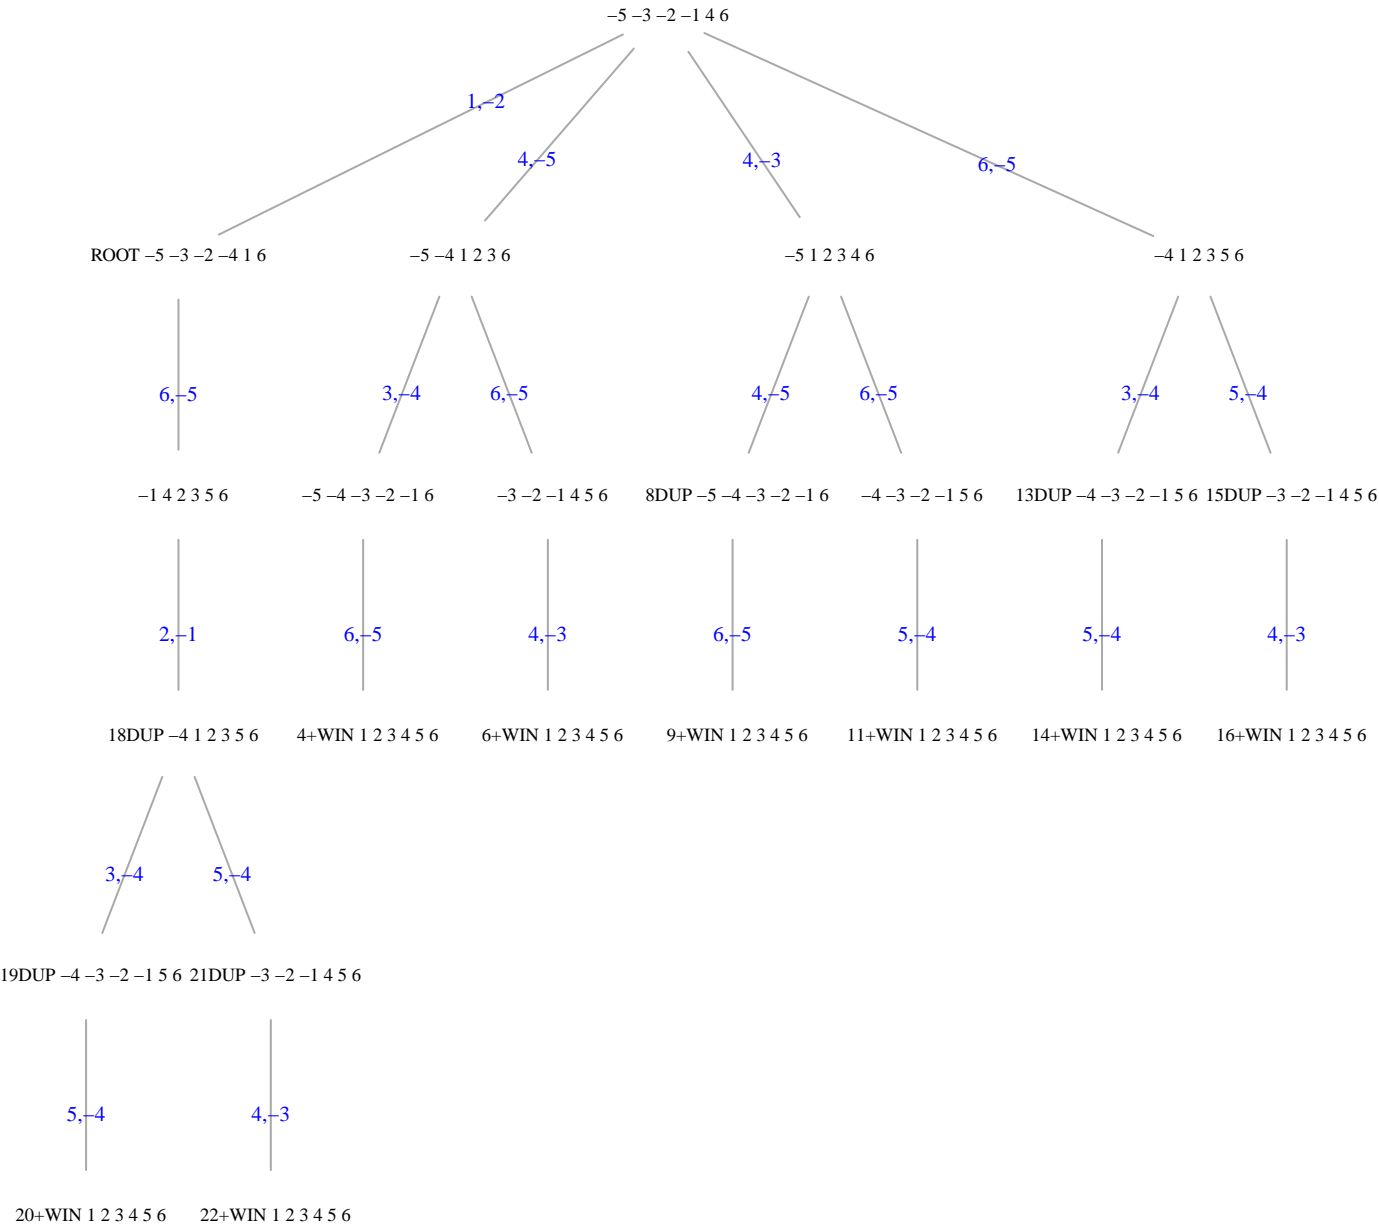 –5 –3 –2 –1 4 6
1,–2
4,–5
4,–3
6,–5
ROOT –5 –3 –2 –4 1 6
–5 –4 1 2 3 6
–5 1 2 3 4 6
–4 1 2 3 5 6
6,–5
3,–4
6,–5
4,–5
6,–5
3,–4
5,–4
–1 4 2 3 5 6
–5 –4 –3 –2 –1 6
–3 –2 –1 4 5 6
8DUP –5 –4 –3 –2 –1 6
–4 –3 –2 –1 5 6
13DUP –4 –3 –2 –1 5 6
15DUP –3 –2 –1 4 5 6
2,–1
6,–5
4,–3
6,–5
5,–4
5,–4
4,–3
18DUP –4 1 2 3 5 6
4+WIN 1 2 3 4 5 6
6+WIN 1 2 3 4 5 6
9+WIN 1 2 3 4 5 6
11+WIN 1 2 3 4 5 6
14+WIN 1 2 3 4 5 6
16+WIN 1 2 3 4 5 6
3,–4
5,–4
19DUP –4 –3 –2 –1 5 6
21DUP –3 –2 –1 4 5 6
5,–4
4,–3
20+WIN 1 2 3 4 5 6
22+WIN 1 2 3 4 5 6